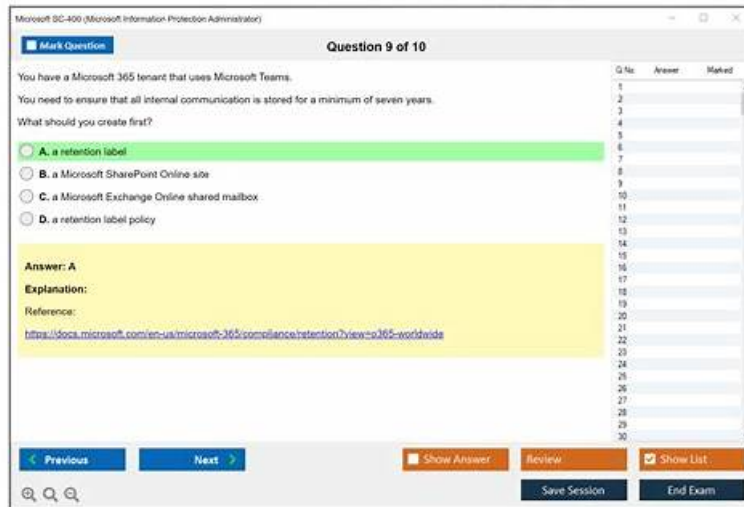 Microsoft SC-400 (Microsoft Information Protection Administrator)
Mark Question
Question 9 of 10
You have a Microsoft 365 tenant that uses Microsoft Teams.
You need to ensure that all internal communication is stored for a minimum of seven years.
What should you create first?
A. a retention label
B. a Microsoft SharePoint Online site
C. a Microsoft Exchange Online shared mailbox
D. a retention label policy
Answer: A
Explanation:
Reference:
https://docs.microsoft.com/en-us/microsoft-365/compliance/retention?view=o365-worldwide
Q.No. Answer Marked
1
2
3
4
5
6
7
8
9
10
11
12
13
14
15
16
17
18
19
20
21
22
23
24
25
26
27
28
29
30
Previous
Next
Show Answer
Review
Show List
Save Session
End Exam